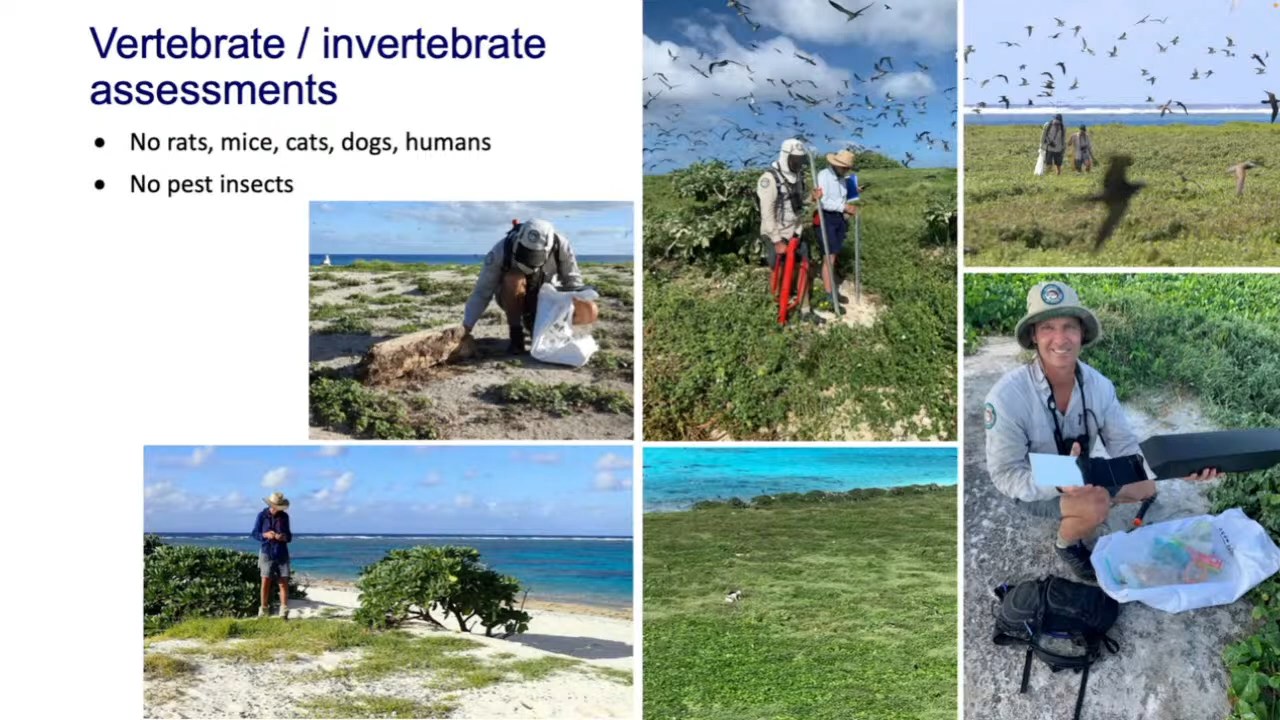 Vertebrate / invertebrate
assessments
• No rats, mice, cats, dogs, humans
• No pest insects